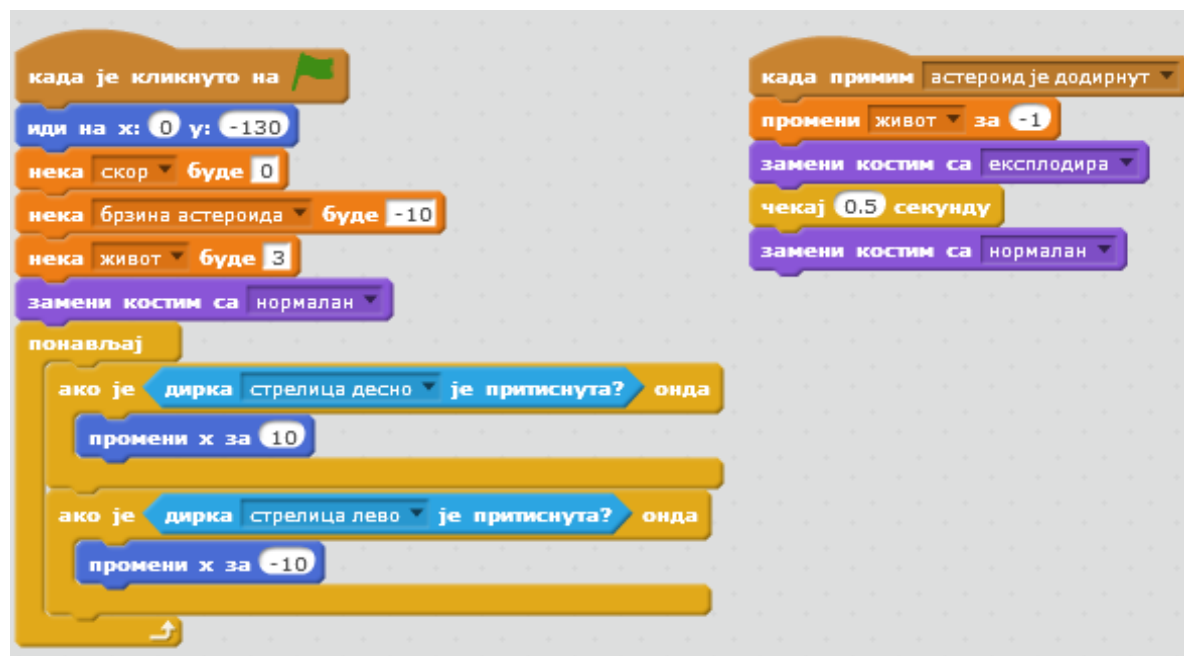 када је кликнуто на
иди на x: 0 y: -130
нека скор буде 0
нека брзина астероида буде -10
нека живот буде 3
замени костим са нормалан
понављај
ако је дирка стрелица десно је притиснута? онда
промени x за 10
ако је дирка стрелица лево је притиснута? онда
промени x за -10
када примим астероид је додирнут
промени живот за -1
замени костим са експлодира
чекај 0.5 секунду
замени костим са нормалан